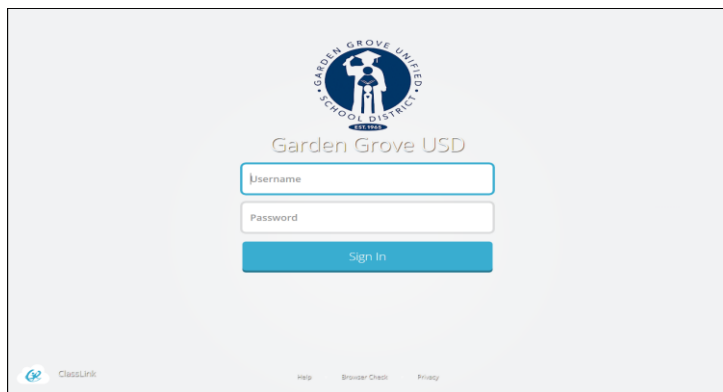 GARDEN GROVE UNIFIED
SCHOOL DISTRICT
EST. 1965
Garden Grove USD
Username
Password
Sign In
ClassLink
Help Browser Check Privacy